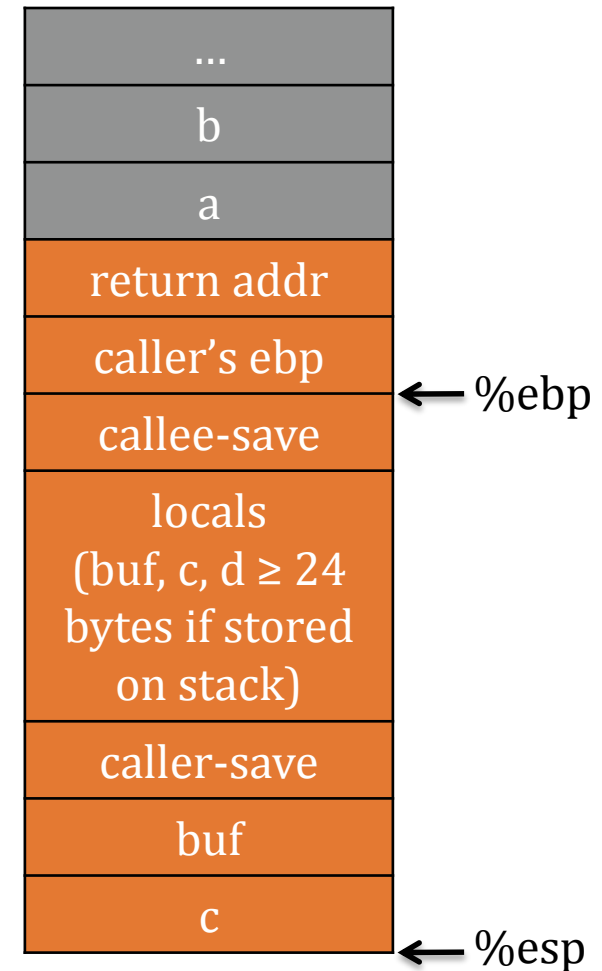 ...
b
a
return addr
caller’s ebp
%ebp
callee-save
locals
(buf, c, d ≥ 24
bytes if stored
on stack)
caller-save
buf
c
%esp